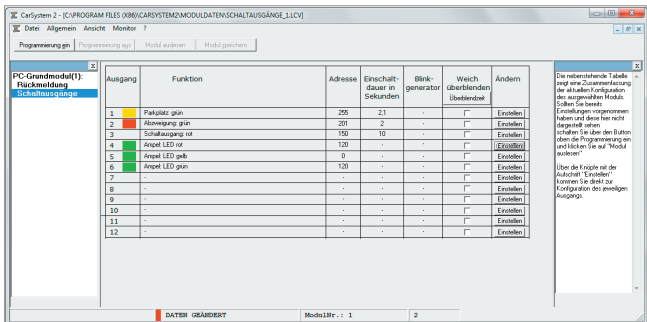 CarSystem 2 - [C:\PROGRAM FILES (X86)\CARSYSTEM2\MODULDATEN\SCHALTAUSGÄNGE_1.LCV]
Datei Allgemein Ansicht Monitor ?
Programmierung ein Programmierung aus Modul auslesen Modul speichern
PC-Grundmodul(1):
Rückmeldung
Schaltausgänge
Ausgang Funktion Adresse Einschalt-dauer in Sekunden Blink-generator Weich überblenden Überblendzeit Ändern
1 Parkplatz grün 255 2,1 - Einstellen
2 Abzweigung grün 201 2 - Einstellen
3 Schaltausgang rot 150 10 - Einstellen
4 Ampel LED rot 120 - - Einstellen
5 Ampel LED gelb 0 - - Einstellen
6 Ampel LED grün 120 - - Einstellen
7 - - - - Einstellen
8 - - - - Einstellen
9 - - - - Einstellen
10 - - - - Einstellen
11 - - - - Einstellen
12 - - - - Einstellen
Die nebenstehende Tabelle
zeigt eine Zusammenfassung
der aktuellen Konfiguration
des ausgewählten Moduls.
Sollten Sie bereits
Einstellungen vorgenommen
haben und diese hier nicht
dargestellt sehen
schalten Sie über den Button
oben die Programmierung ein
und klicken Sie auf "Modul
auslesen"
Über die Knöpfe mit der
Aufschrift "Einstellen"
kommen Sie direkt zur
Konfiguration des jeweiligen
Ausgangs.
DATEN GEÄNDERT ModulNr.: 1 2